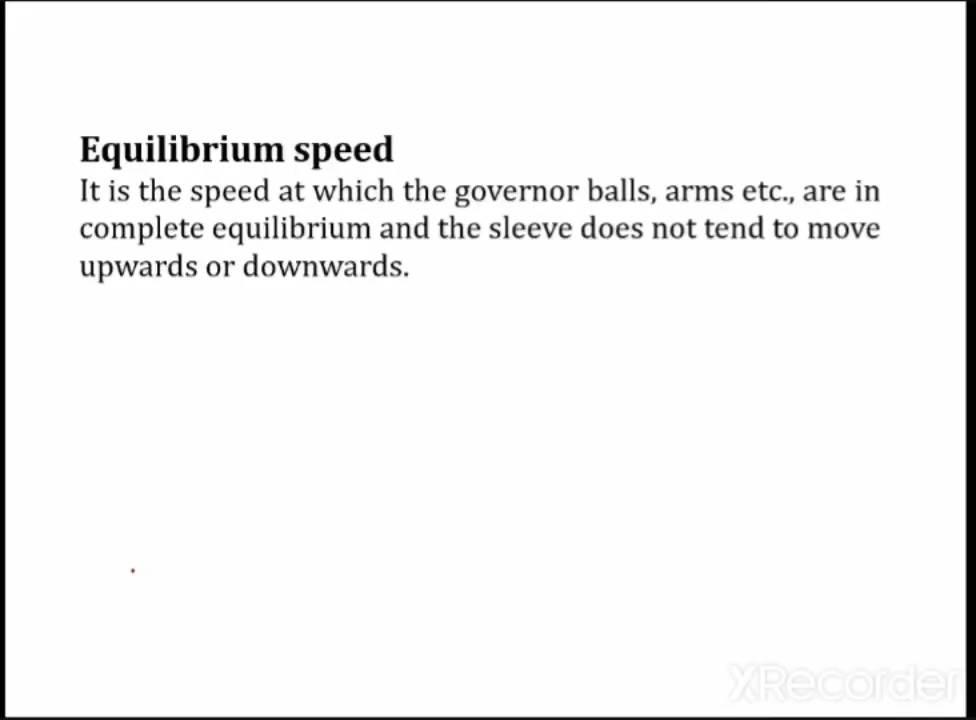 Equilibrium speed
It is the speed at which the governor balls, arms etc., are in
complete equilibrium and the sleeve does not tend to move
upwards or downwards.
XRecorder